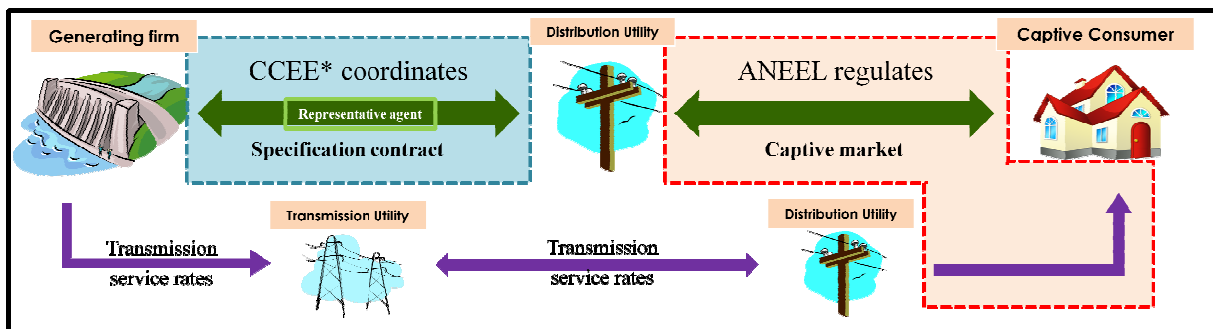 Generating firm
Distribution Utility
Captive Consumer
CCEE* coordinates
ANEEL regulates
Representative agent
Specification contract
Captive market
Transmission Utility
Distribution Utility
Transmission
service rates
Transmission
service rates